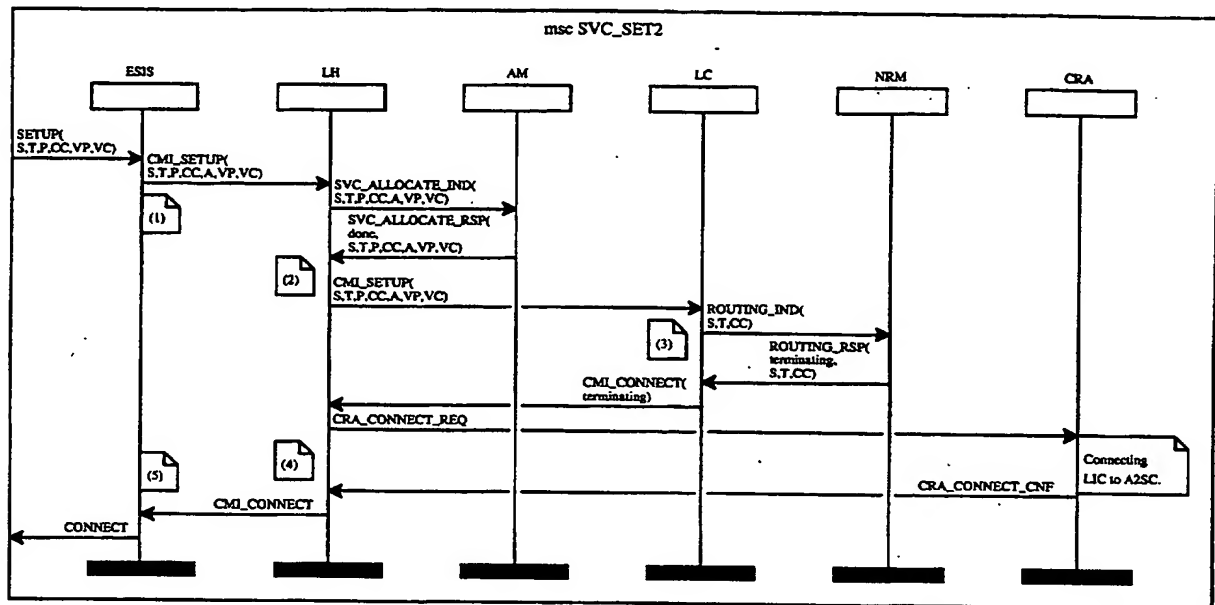 msc SVC_SET2
ESIS
LH
AM
LC
NRM
CRA
SETUP(
S,T,P,CC,VP,VC)
CMI_SETUP(
S,T,P,CC,A,VP,VC)
(1)
SVC_ALLOCATE_IND(
S,T,P,CC,A,VP,VC)
SVC_ALLOCATE_RSP(
done,
S,T,P,CC,A,VP,VC)
(2)
CMI_SETUP(
S,T,P,CC,A,VP,VC)
ROUTING_IND(
S,T,CC)
(3)
ROUTING_RSP(
terminating,
S,T,CC)
CMI_CONNECT(
terminating)
CRA_CONNECT_REQ
(5)
(4)
Connecting
LIC to A2SC.
CRA_CONNECT_CNF
CMI_CONNECT
CONNECT